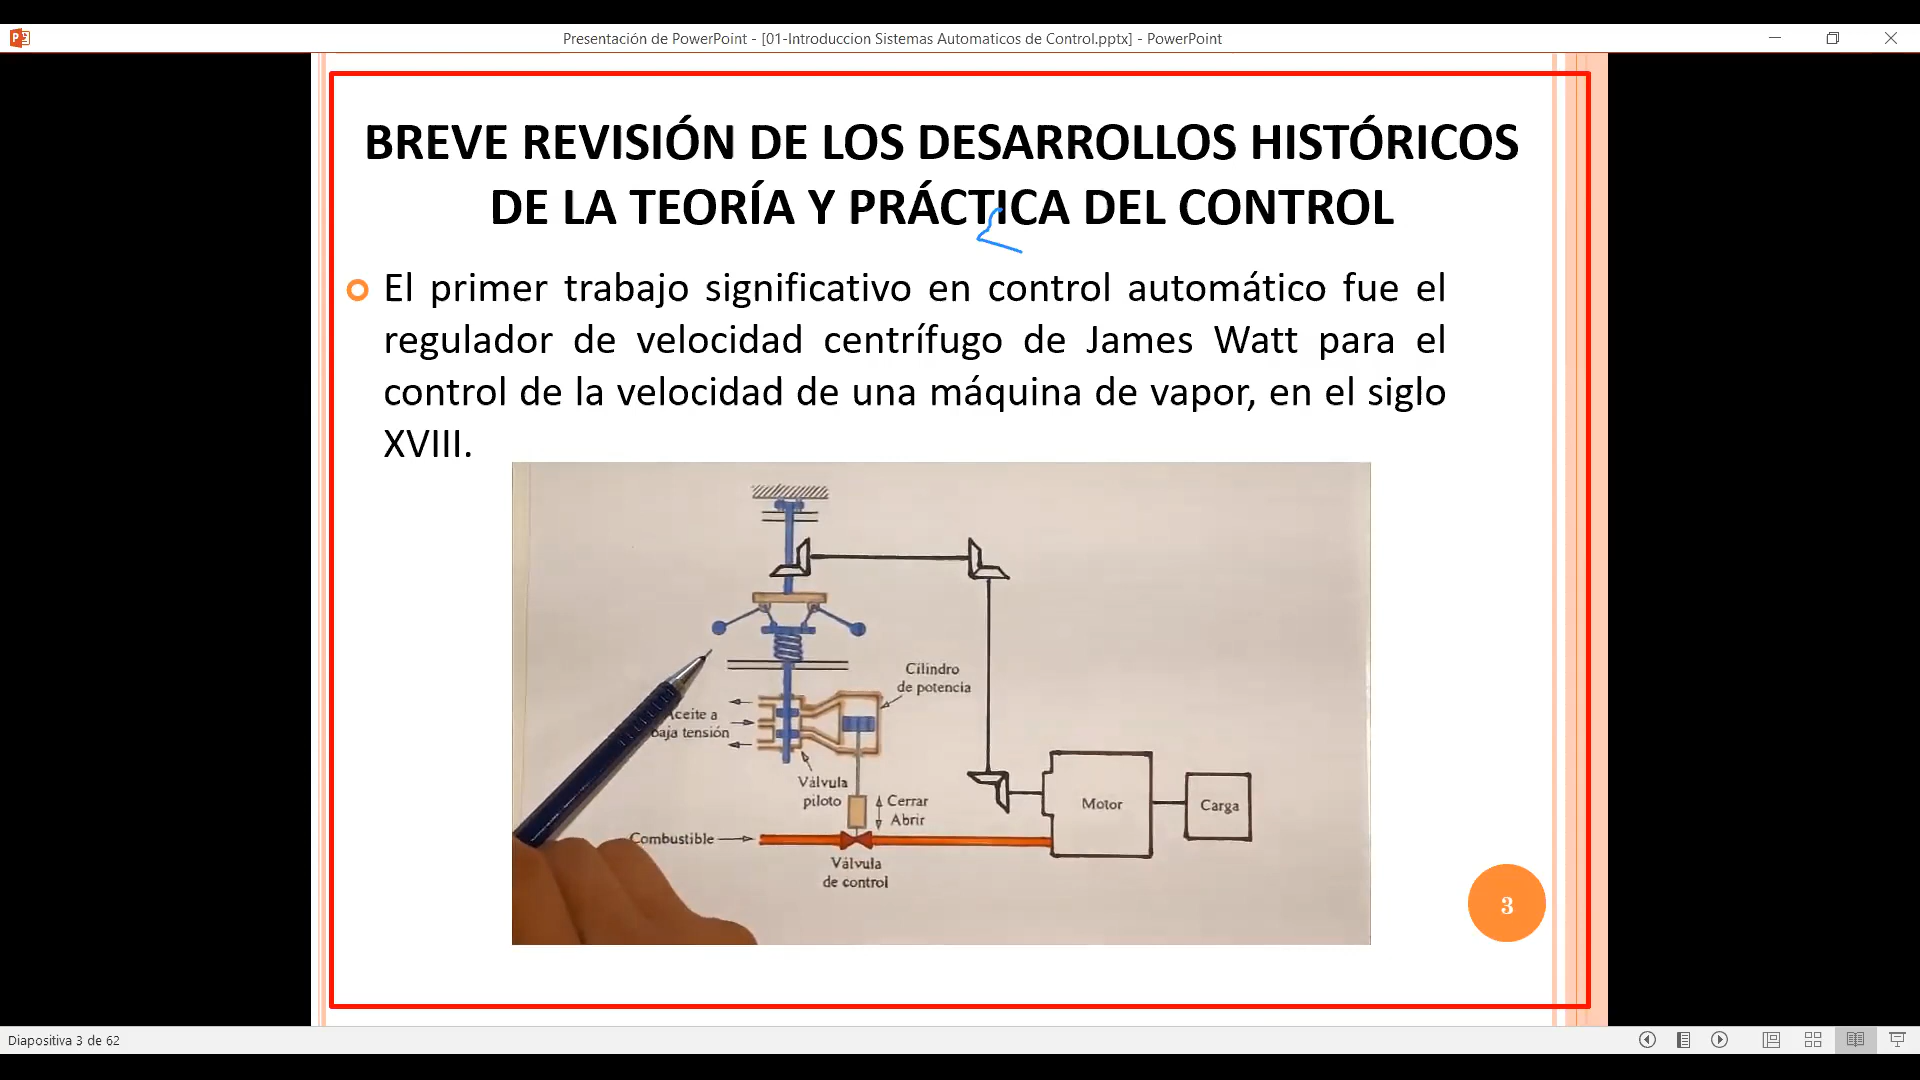 Presentación de PowerPoint - [01-Introduccion Sistemas Automaticos de Control.pptx] - PowerPoint
BREVE REVISIÓN DE LOS DESARROLLOS HISTÓRICOS
DE LA TEORÍA Y PRÁCTICA DEL CONTROL
El primer trabajo significativo en control automático fue el
regulador de velocidad centrífugo de James Watt para el
control de la velocidad de una máquina de vapor, en el siglo
XVIII.
Cilindro
de potencia
Aceite a
baja tensión
Válvula
piloto
Cerrar
Abrir
Motor
Carga
Combustible
Válvula
de control
3
Diapositiva 3 de 62